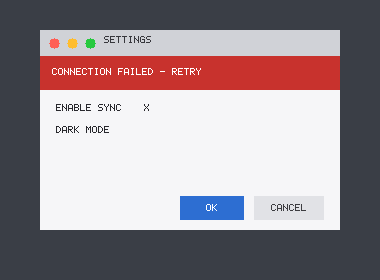 SETTINGS
CONNECTION FAILED - RETRY
ENABLE SYNC X
DARK MODE
OK CANCEL